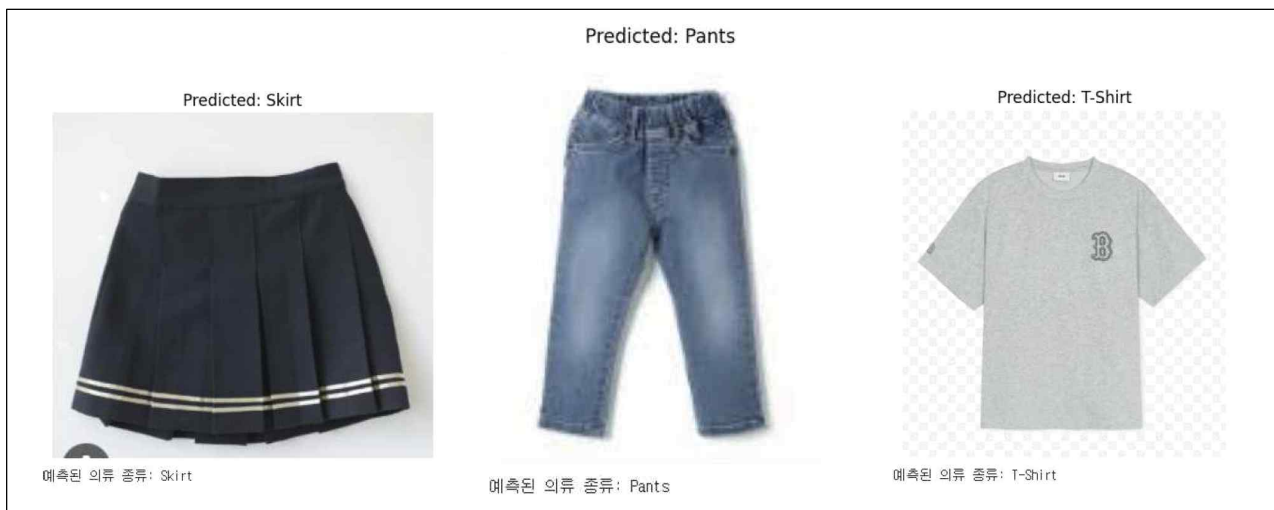 Predicted: Skirt
예측된 의류 종류: Skirt
Predicted: Pants
예측된 의류 종류: Pants
Predicted: T-Shirt
B
예측된 의류 종류: T-Shirt